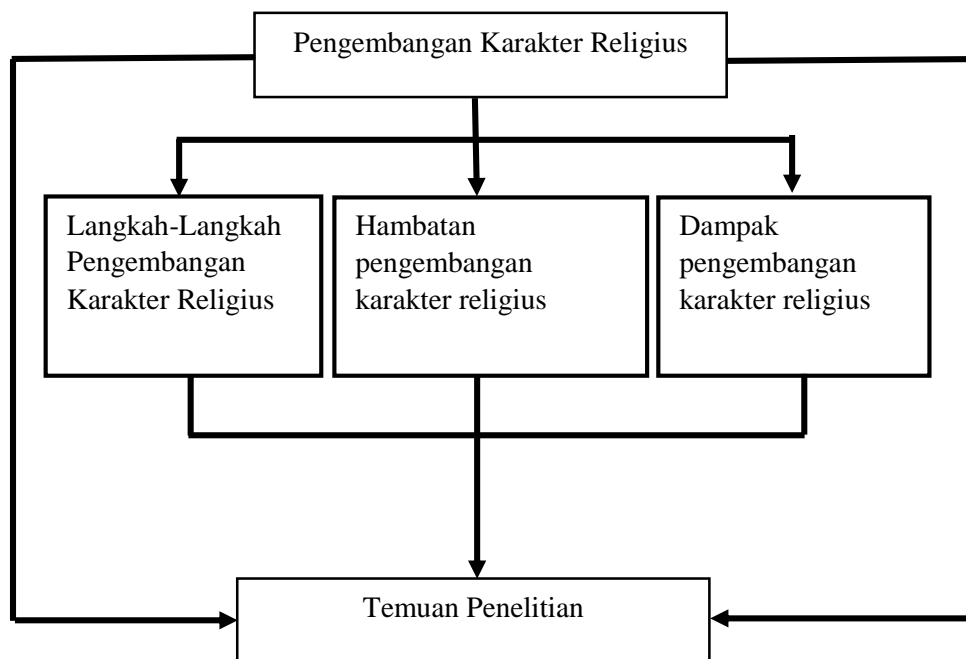 Pengembangan Karakter Religius
Langkah-Langkah
Pengembangan
Karakter Religius
Hambatan
pengembangan
karakter religius
Dampak
pengembangan
karakter religius
Temuan Penelitian